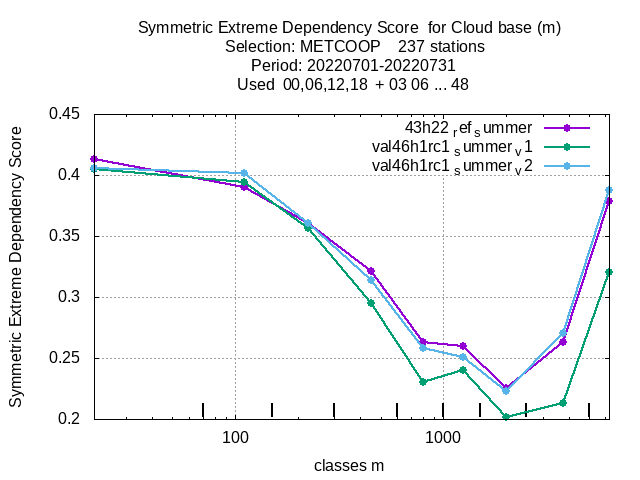 Symmetric Extreme Dependency Score for Cloud base (m)
Selection: METCOOP 237 stations
Period: 20220701-20220731
Used 00,06,12,18 + 03 06 ... 48
Symmetric Extreme Dependency Score
0.45
0.4
0.35
0.3
0.25
0.2
43h22 ref summer
val46h1rc1 summer v1
val46h1rc1 summer v2
100
1000
classes m